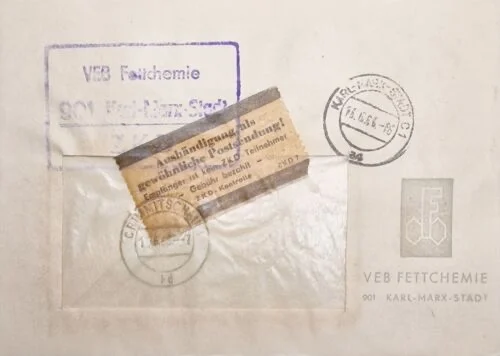 VEB Fettchemie
901 Karl-Marx-Stadt
KARL-MARX-STADT C1
Aushändigung als
gewöhnliche Postsendung!
Empfänger ist kein ZKD-Teilnehmer
Gebühr bezahlt
ZKD-Kontrolle
VEB FETTCHEMIE
901 KARL-MARX-STADT